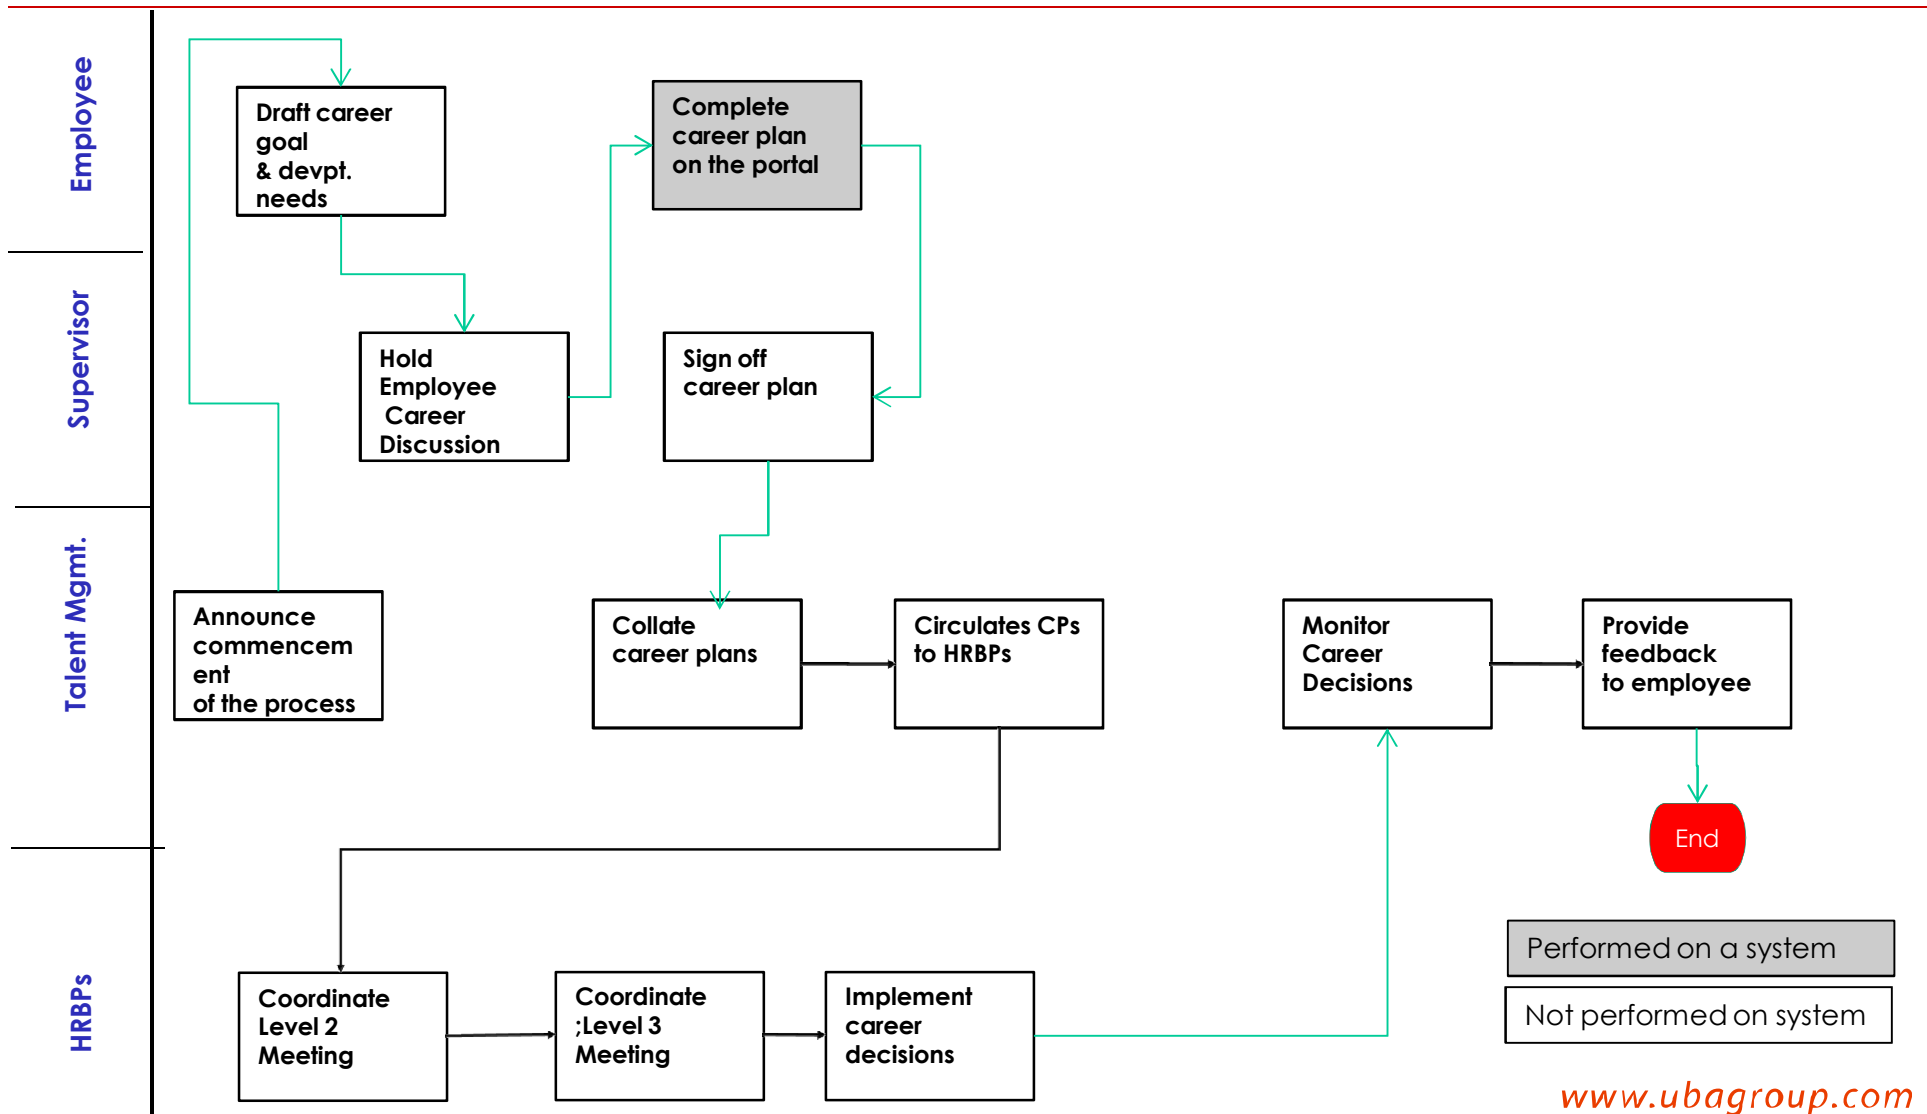 Employee
Draft career
goal
& devpt.
needs
Complete
career plan
on the portal
Supervisor
Hold
Employee
Career
Discussion
Sign off
career plan
Talent Mgmt.
Announce
commencem
ent
of the process
Collate
career plans
Circulates CPs
to HRBPs
Monitor
Career
Decisions
Provide
feedback
to employee
End
HRBPs
Coordinate
Level 2
Meeting
Coordinate
;Level 3
Meeting
Implement
career
decisions
Performed on a system
Not performed on system
www.ubagroup.com